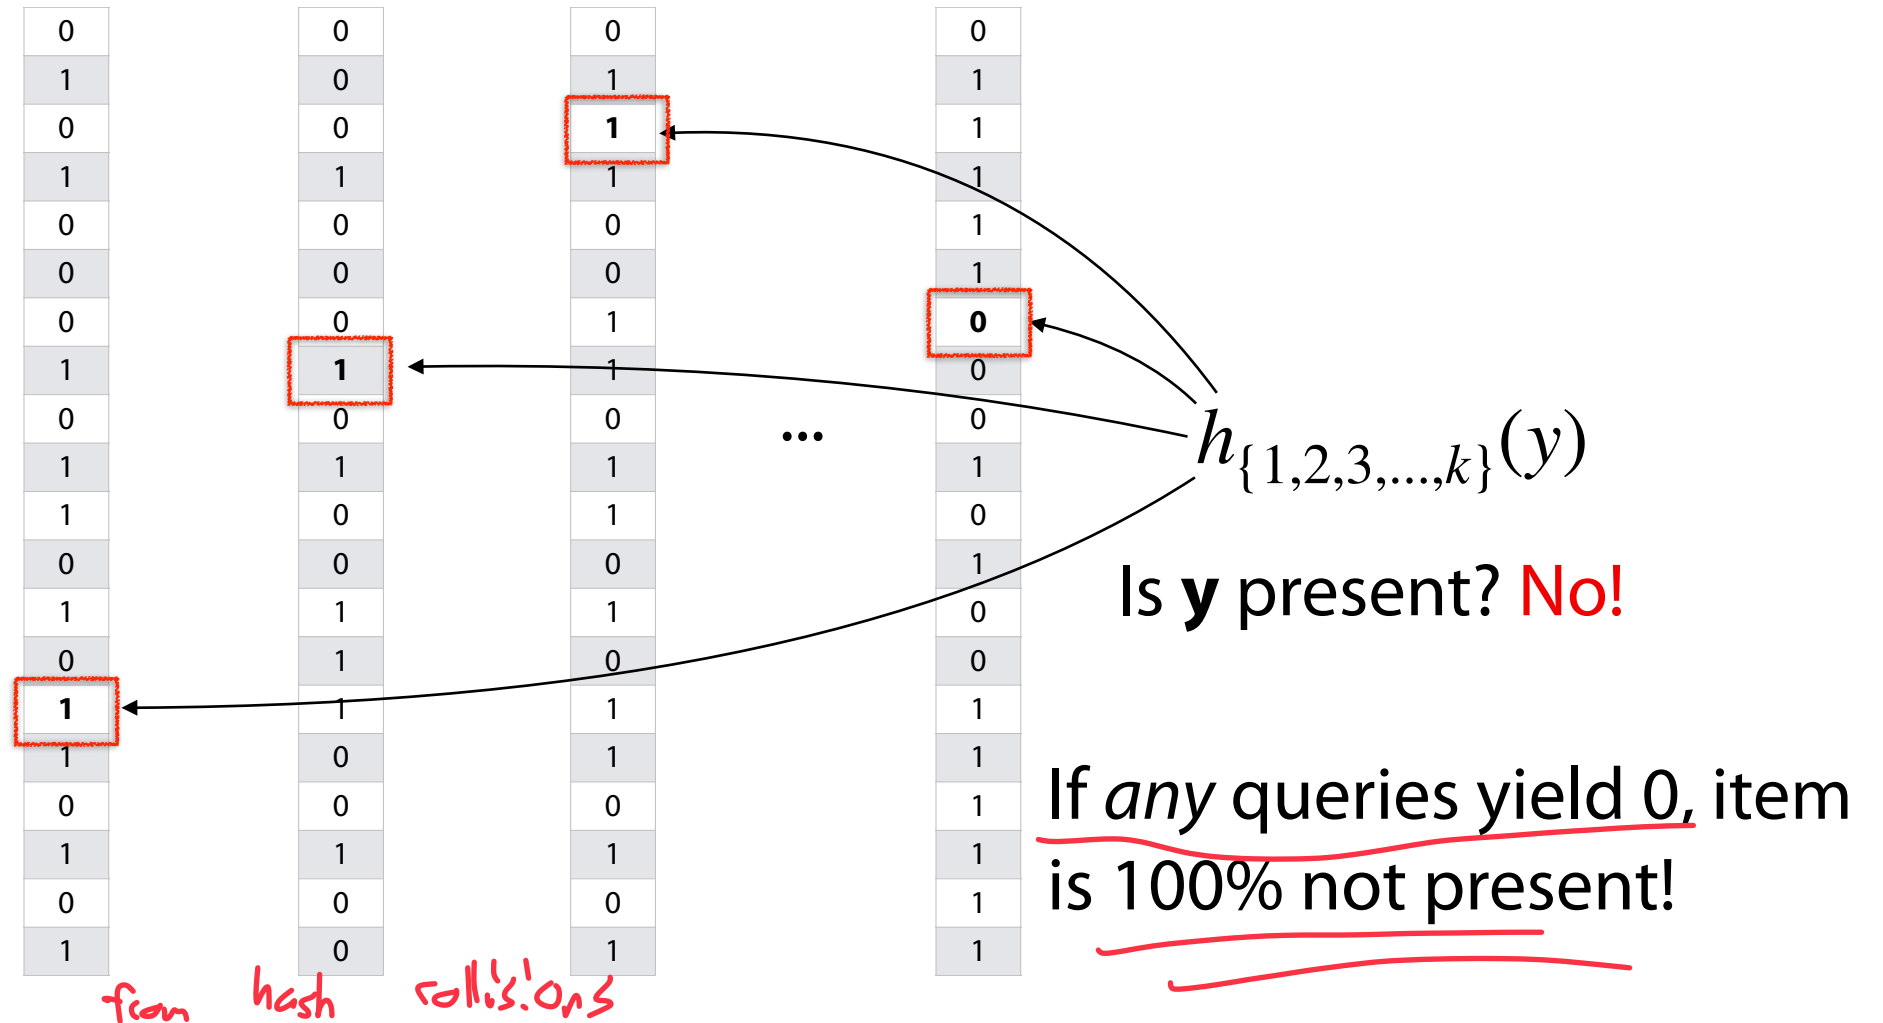 0 0 0 0
1 0 1 1
0 0 1 1
1 1 1 1
0 0 0 1
0 0 0 1
0 0 1 0
1 1 1 0
0 0 0 0
...
h{1,2,3,...,k}(y)
1 1 1 1
1 0 1 0
0 0 0 1
Is y present? No!
1 1 1 0
0 1 0 0
1 1 1 1
1 0 1 1
0 0 0 1
If any queries yield 0, item
1 1 1 1
is 100% not present!
0 0 0 1
1 0 1 1
from hash collisions